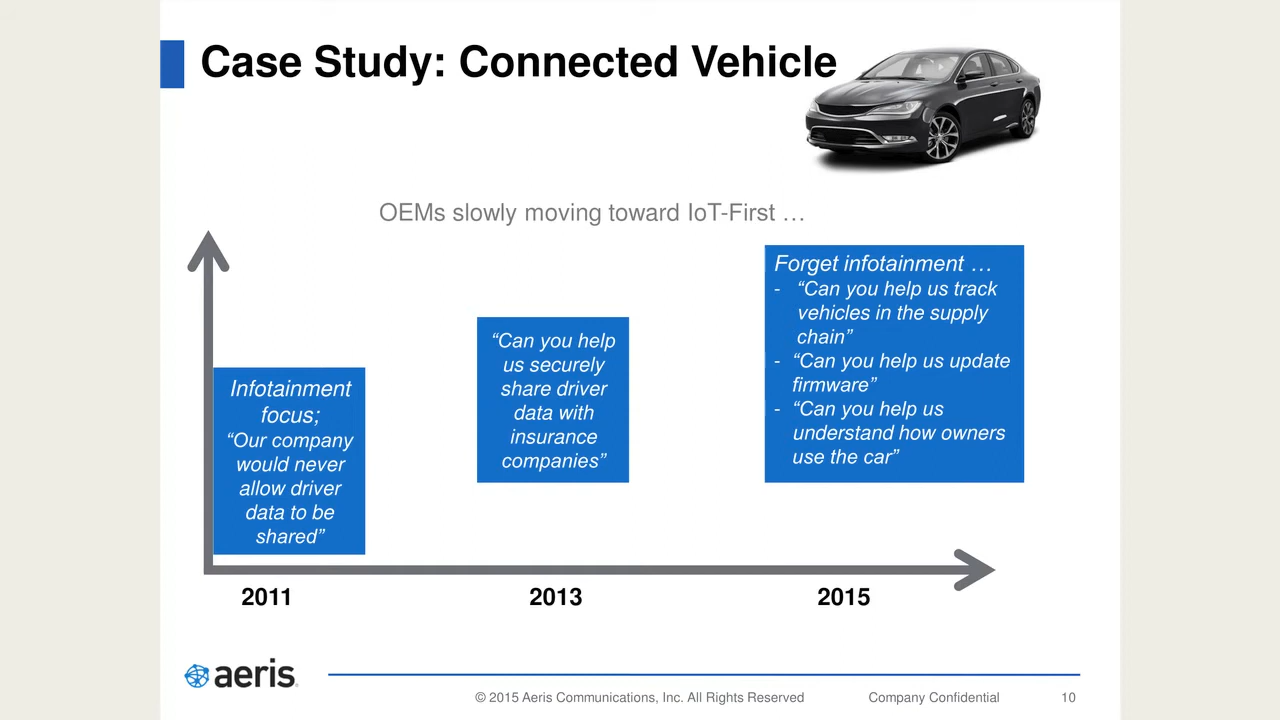 Case Study: Connected Vehicle
OEMs slowly moving toward IoT-First …
Infotainment
focus;
“Our company
would never
allow driver
data to be
shared”
“Can you help
us securely
share driver
data with
insurance
companies”
Forget infotainment …
- “Can you help us track
vehicles in the supply
chain”
- “Can you help us update
firmware”
- “Can you help us
understand how owners
use the car”
2011
2013
2015
aeris
© 2015 Aeris Communications, Inc. All Rights Reserved
Company Confidential
10